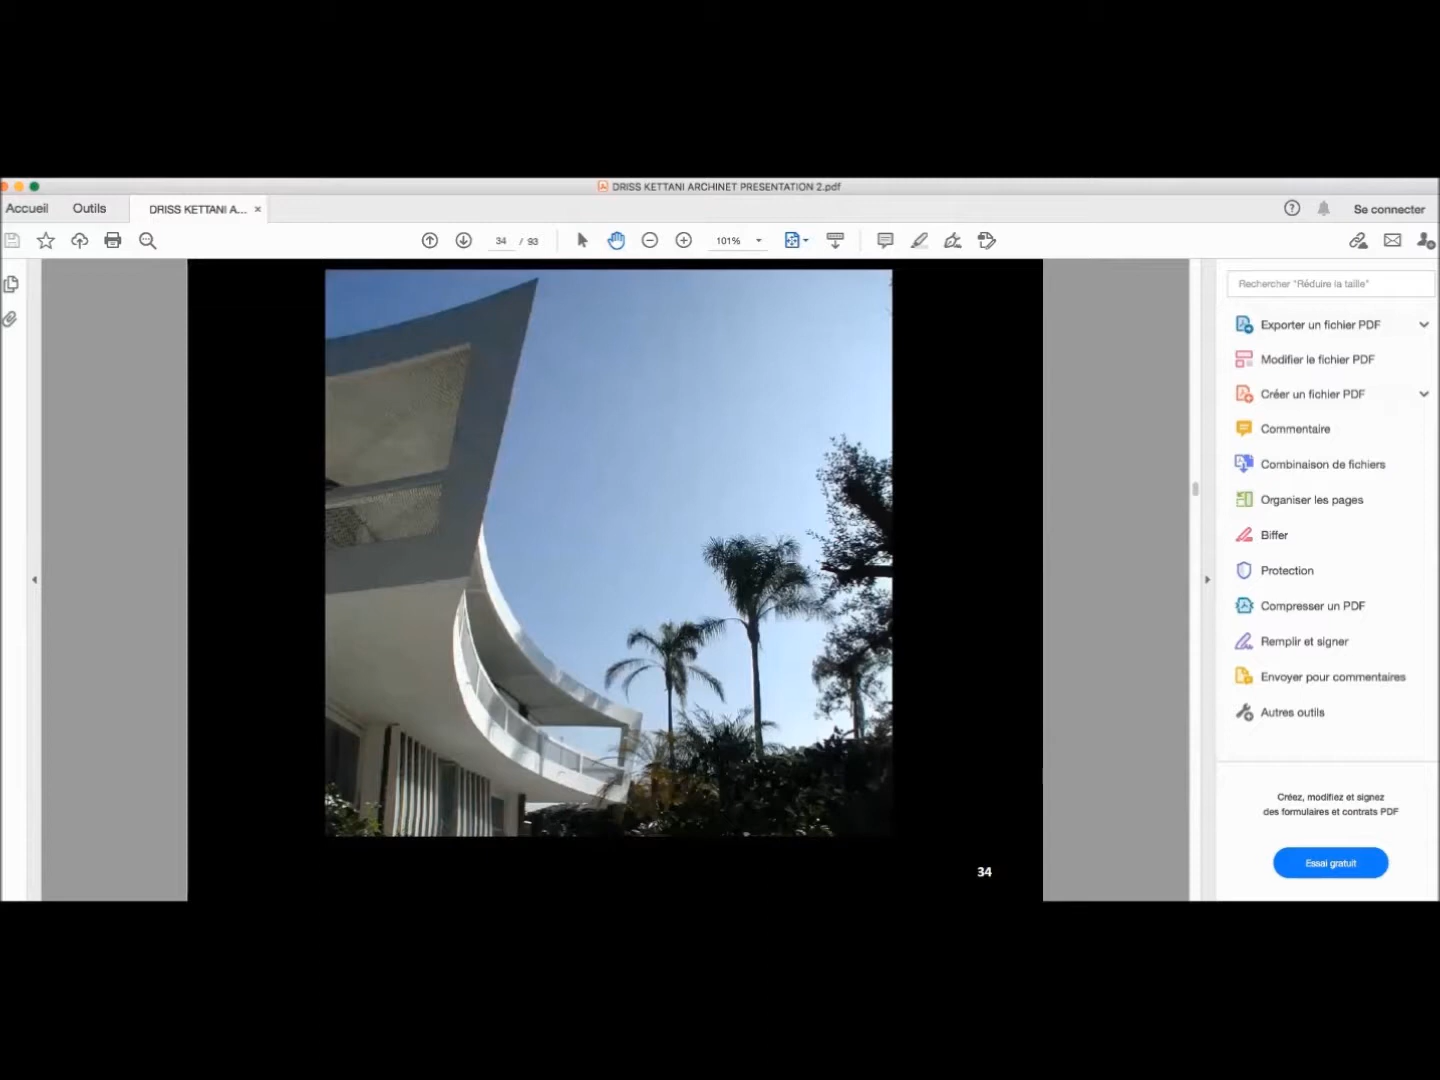 DRISS KETTANI ARCHINET PRESENTATION 2.pdf
Accueil
Outils
DRISS KETTANI A... ×
Se connecter
34 / 93
101%
Rechercher "Réduire la taille"
Exporter un fichier PDF
Modifier le fichier PDF
Créer un fichier PDF
Commentaire
Combinaison de fichiers
Organiser les pages
Biffer
Protection
Compresser un PDF
Remplir et signer
Envoyer pour commentaires
Autres outils
Créez, modifiez et signez
des formulaires et contrats PDF
Essai gratuit
34